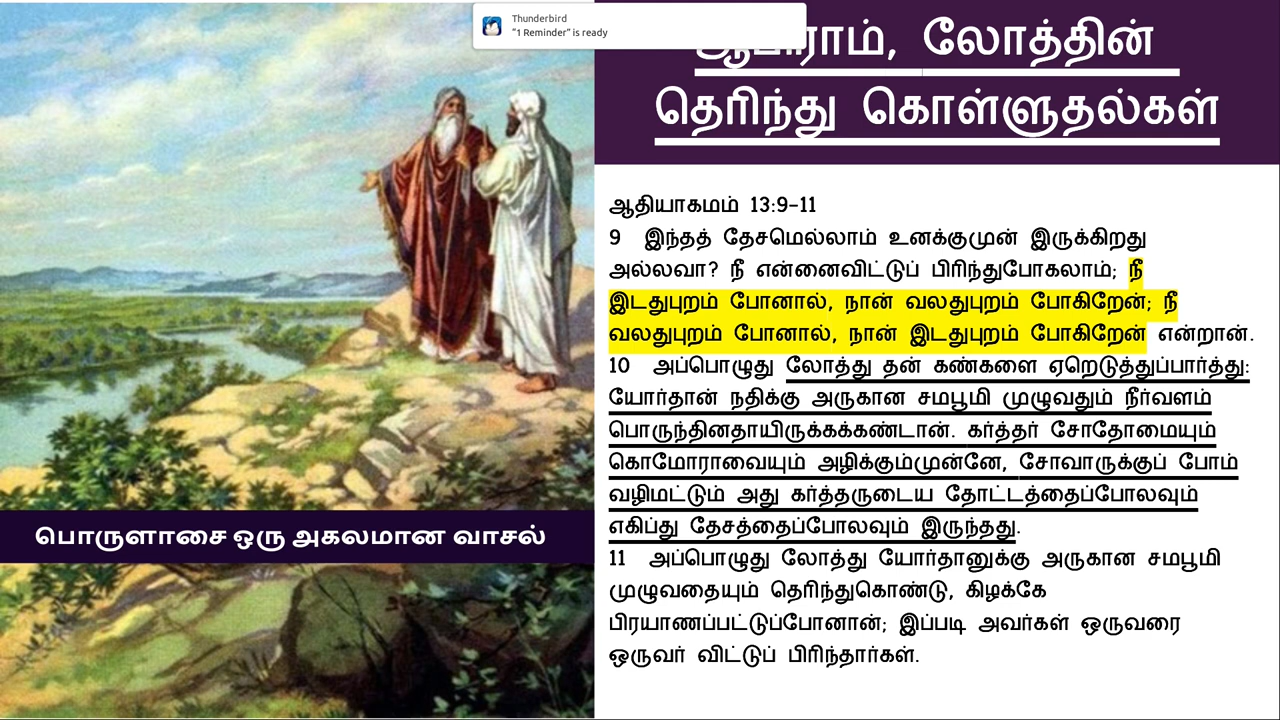 Thunderbird
"1 Reminder" is ready
லோத்தின்
தெரிந்து கொள்ளுதல்கள்
ஆதியாகமம் 13:9-11
9 இந்தத் தேசமெல்லாம் உனக்குமுன் இருக்கிறது
அல்லவா? நீ என்னைவிட்டுப் பிரிந்துபோகலாம்; நீ
இடதுபுறம் போனால், நான் வலதுபுறம் போகிறேன்; நீ
வலதுபுறம் போனால், நான் இடதுபுறம் போகிறேன் என்றான்.
10 அப்பொழுது லோத்து தன் கண்களை ஏறெடுத்துப்பார்த்து:
யோர்தான் நதிக்கு அருகான சமபூமி முழுவதும் நீர்வளம்
பொருந்தினதாயிருக்கக்கண்டான். கர்த்தர் சோதோமையும்
கொமோராவையும் அழிக்கும்முன்னே, சோவாருக்குப் போம்
வழிமட்டும் அது கர்த்தருடைய தோட்டத்தைப்போலவும்
எகிப்து தேசத்தைப்போலவும் இருந்தது.
11 அப்பொழுது லோத்து யோர்தானுக்கு அருகான சமபூமி
முழுவதையும் தெரிந்துகொண்டு, கிழக்கே
பிரயாணப்பட்டுப்போனான்; இப்படி அவர்கள் ஒருவரை
ஒருவர் விட்டுப் பிரிந்தார்கள்.
பொருளாசை ஒரு அகலமான வாசல்